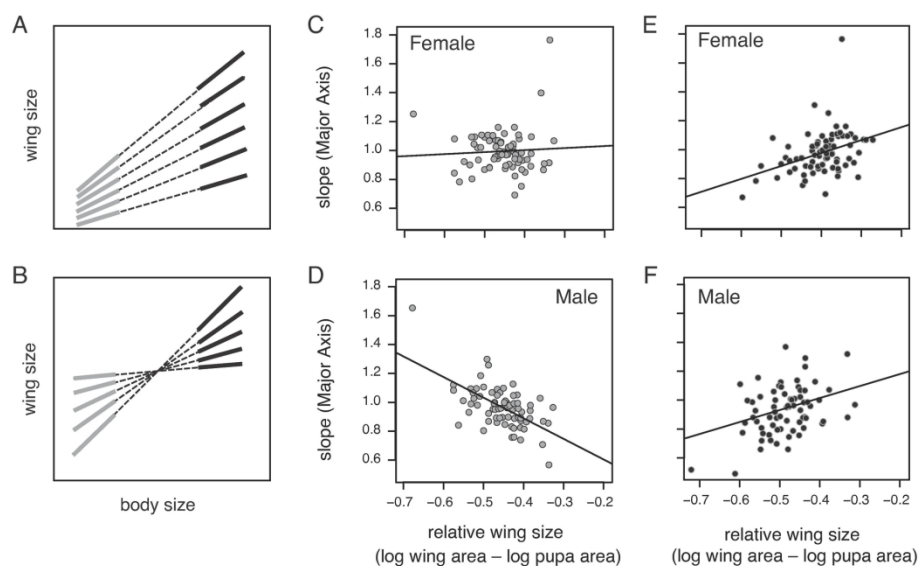 A
wing size
B
wing size
body size
C
Female
slope (Major Axis)
1.8
1.6
1.4
1.2
1.0
0.8
0.6
E
Female
D
Male
slope (Major Axis)
1.8
1.6
1.4
1.2
1.0
0.8
0.6
−0.7 −0.6 −0.5 −0.4 −0.3 −0.2
relative wing size
(log wing area – log pupa area)
F
Male
−0.7 −0.6 −0.5 −0.4 −0.3 −0.2
relative wing size
(log wing area – log pupa area)